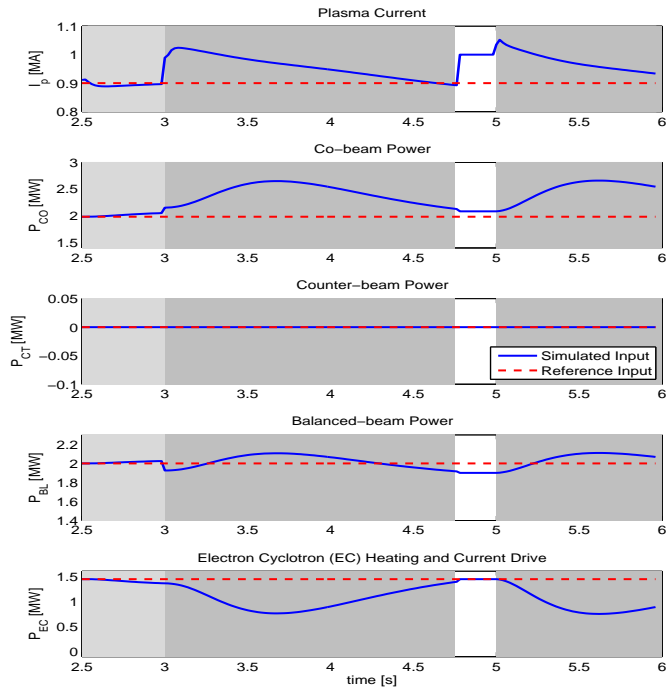 Plasma Current
I_p [MA]
1.1
1
0.9
0.8
2.5 3 3.5 4 4.5 5 5.5 6
Co−beam Power
P_CO [MW]
3
2.5
2
1.5
2.5 3 3.5 4 4.5 5 5.5 6
Counter−beam Power
P_CT [MW]
0.05
0
−0.05
−0.1
Simulated Input
Reference Input
2.5 3 3.5 4 4.5 5 5.5 6
Balanced−beam Power
P_BL [MW]
2.2
2
1.8
1.6
1.4
2.5 3 3.5 4 4.5 5 5.5 6
Electron Cyclotron (EC) Heating and Current Drive
P_EC [MW]
1.5
1
0.5
0
2.5 3 3.5 4 4.5 5 5.5 6
time [s]